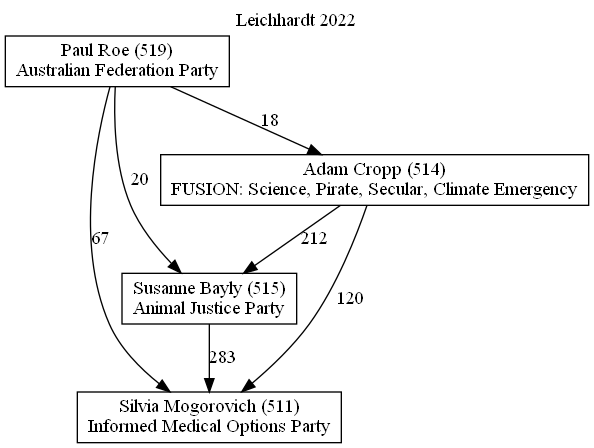 Leichhardt 2022
Paul Roe (519)
Australian Federation Party
18
Adam Cropp (514)
FUSION: Science, Pirate, Secular, Climate Emergency
20
67
212
Susanne Bayly (515)
Animal Justice Party
120
283
Silvia Mogorovich (511)
Informed Medical Options Party